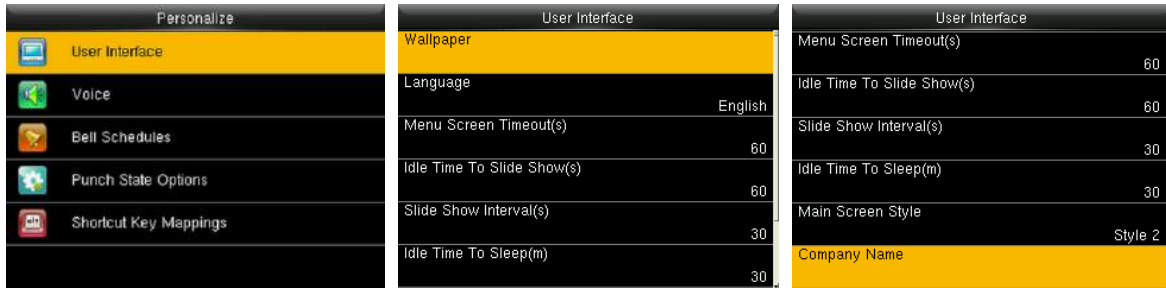 Personalize
User Interface
Voice
Bell Schedules
Punch State Options
Shortcut Key Mappings
User Interface
Wallpaper
Language
English
Menu Screen Timeout(s)
60
Idle Time To Slide Show(s)
60
Slide Show Interval(s)
30
Idle Time To Sleep(m)
30
User Interface
Menu Screen Timeout(s)
60
Idle Time To Slide Show(s)
60
Slide Show Interval(s)
30
Idle Time To Sleep(m)
30
Main Screen Style
Style 2
Company Name